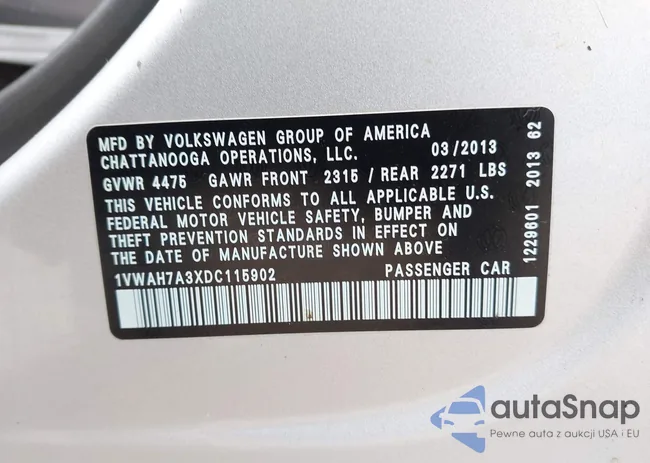 MFD BY VOLKSWAGEN GROUP OF AMERICA
CHATTANOOGA OPERATIONS, LLC. 03/2013
GVWR 4475 GAWR FRONT 2315 / REAR 2271 LBS
THIS VEHICLE CONFORMS TO ALL APPLICABLE U.S.
FEDERAL MOTOR VEHICLE SAFETY, BUMPER AND
THEFT PREVENTION STANDARDS IN EFFECT ON
THE DATE OF MANUFACTURE SHOWN ABOVE
1VWAH7A3XDC115902 PASSENGER CAR
1229601 2013 62
autaSnap
Pewne auta z aukcji USA i EU